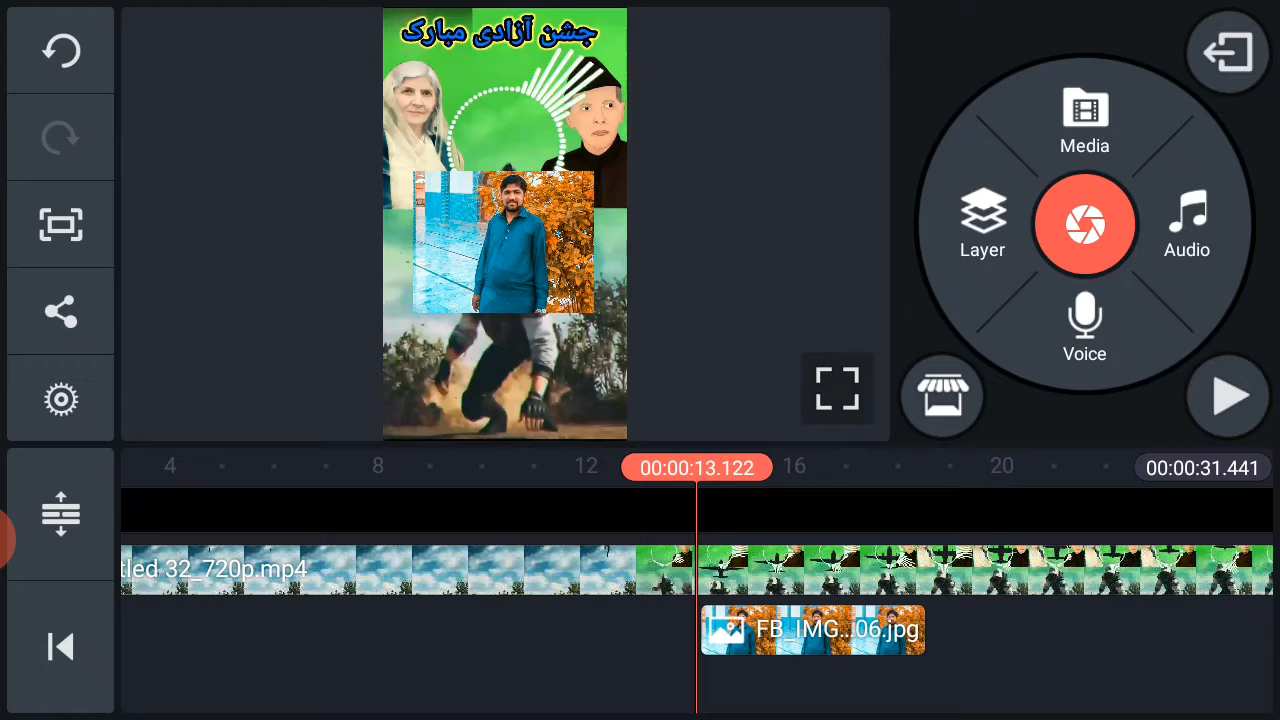 جشن آزادی مبارک
Media
Layer
Audio
Voice
4
8
12
00:00:13.122
16
20
00:00:31.441
tled 32_720p.mp4
FB_IMG...06.jpg